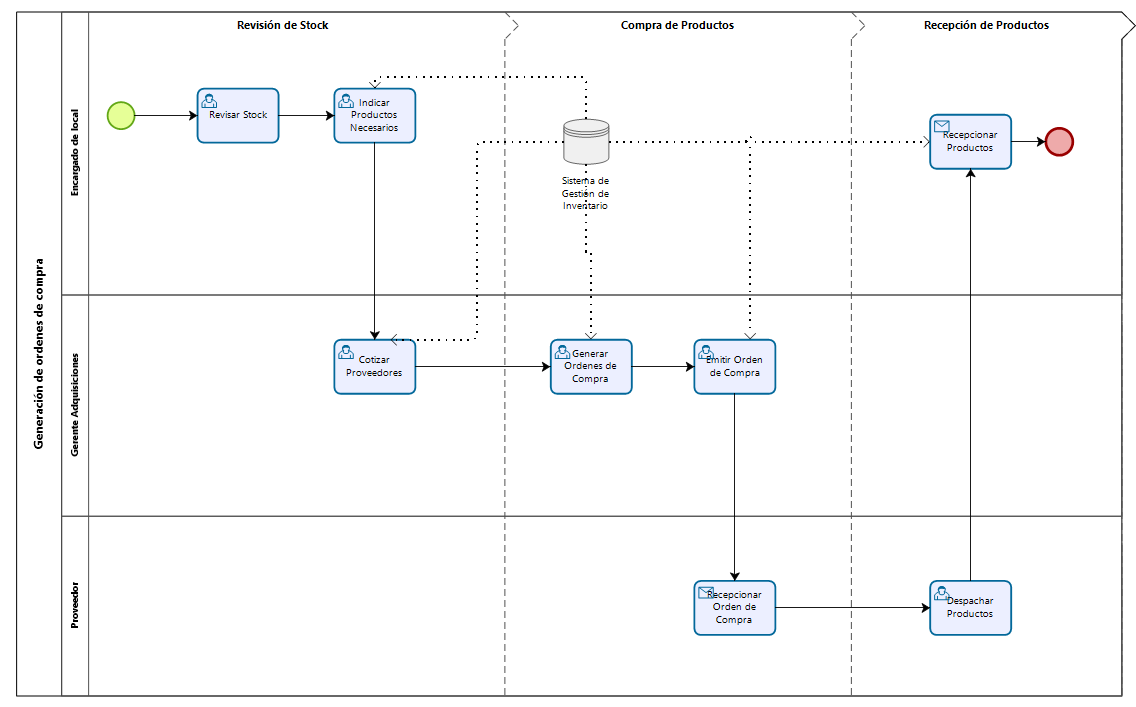 Revisión de Stock
Compra de Productos
Recepción de Productos
Generación de ordenes de compra
Encargado de local
Revisar Stock
Indicar
Productos
Necesarios
Sistema de
Gestión de
Inventario
Recepcionar
Productos
Gerente Adquisiciones
Cotizar
Proveedores
Generar
Ordenes de
Compra
Emitir Orden
de Compra
Proveedor
Recepcionar
Orden de
Compra
Despachar
Productos